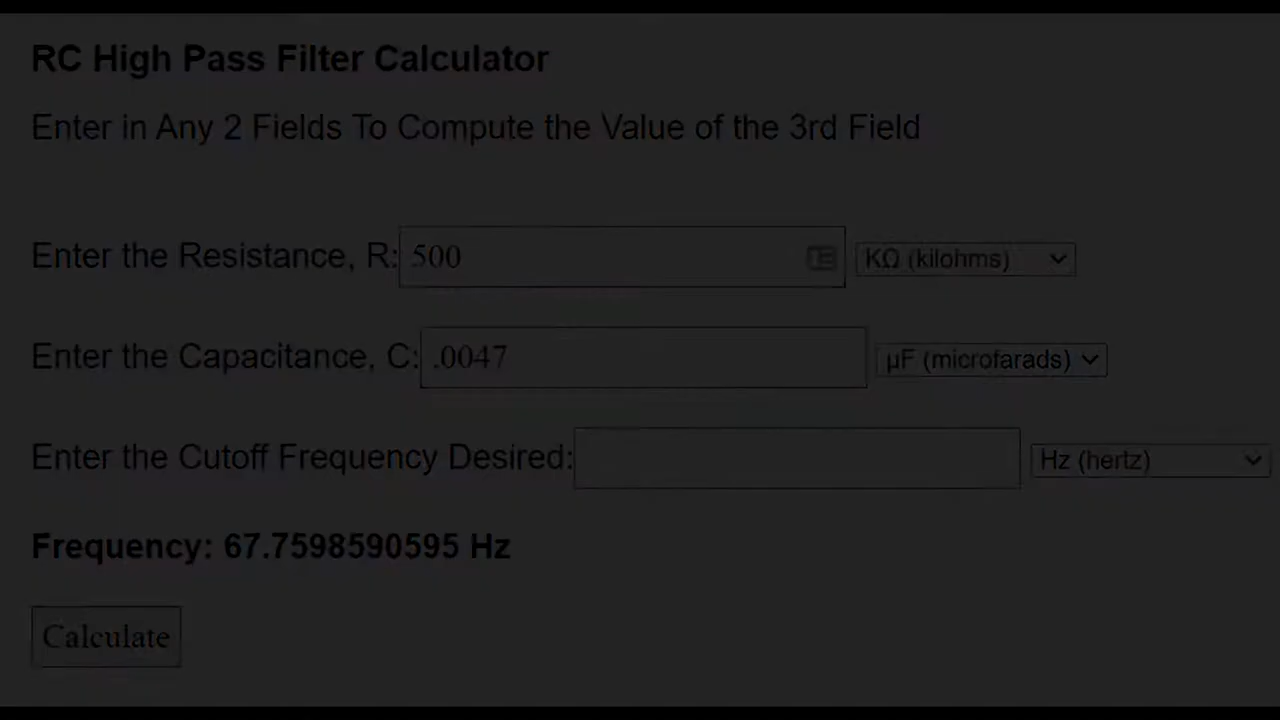 RC High Pass Filter Calculator
Enter in Any 2 Fields To Compute the Value of the 3rd Field
Enter the Resistance, R: 500 KΩ (kilohms)
Enter the Capacitance, C: .0047 µF (microfarads)
Enter the Cutoff Frequency Desired: Hz (hertz)
Frequency: 67.7598590595 Hz
Calculate